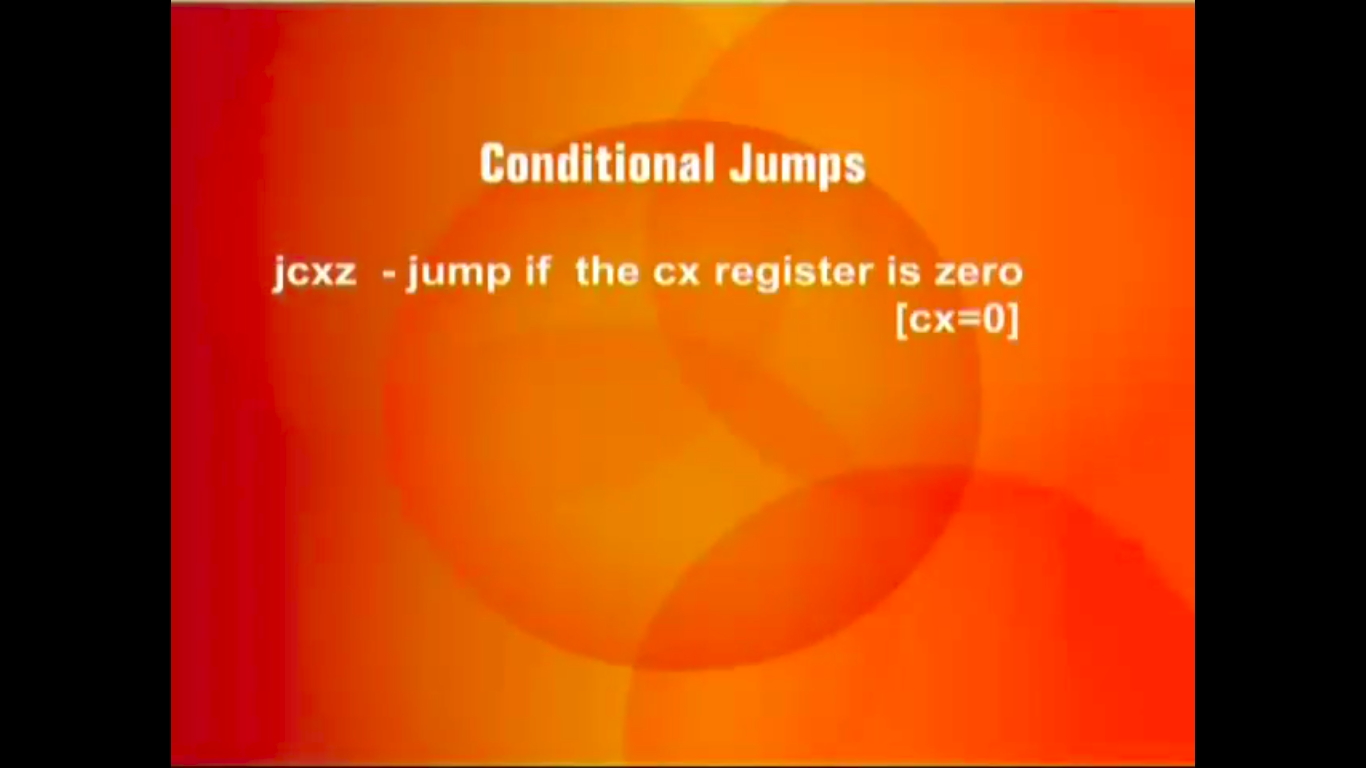 Conditional Jumps
jcxz - jump if the cx register is zero
[cx=0]